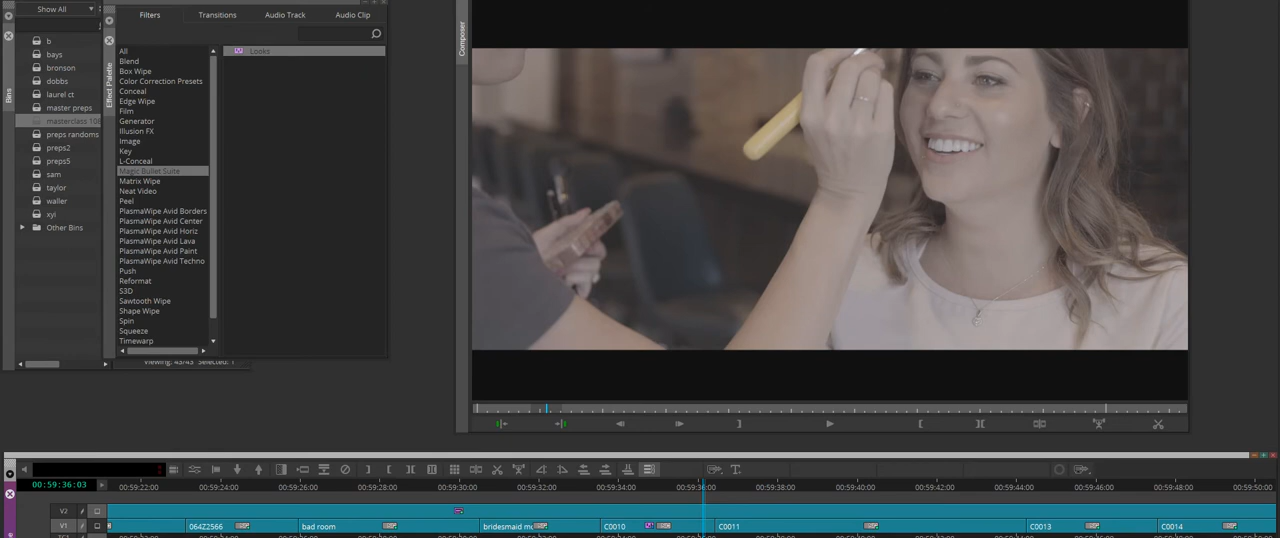 Show All
Bins
b
bays
bronson
dobbs
laurel ct
master preps
masterclass 108
preps randoms
preps2
preps5
sam
taylor
waller
xyi
Other Bins
Effect Palette
Filters
Transitions
Audio Track
Audio Clip
All
Blend
Box Wipe
Color Correction Presets
Conceal
Edge Wipe
Film
Generator
Illusion FX
Image
Key
L-Conceal
Magic Bullet Suite
Matrix Wipe
Neat Video
Peel
PlasmaWipe Avid Borders
PlasmaWipe Avid Center
PlasmaWipe Avid Horiz
PlasmaWipe Avid Lava
PlasmaWipe Avid Paint
PlasmaWipe Avid Techno
Push
Reformat
S3D
Sawtooth Wipe
Shape Wipe
Spin
Squeeze
Timewarp
Looks
Viewing: 43/43 Selected: 1
Composer
00:59:36:03
00:59:22:00
00:59:24:00
00:59:26:00
00:59:28:00
00:59:30:00
00:59:32:00
00:59:34:00
00:59:36:00
00:59:38:00
00:59:40:00
00:59:42:00
00:59:44:00
00:59:46:00
00:59:48:00
00:59:50:00
V2
V1
064Z2566
bad room
bridesmaid
C0010
C0011
C0013
C0014
TC1